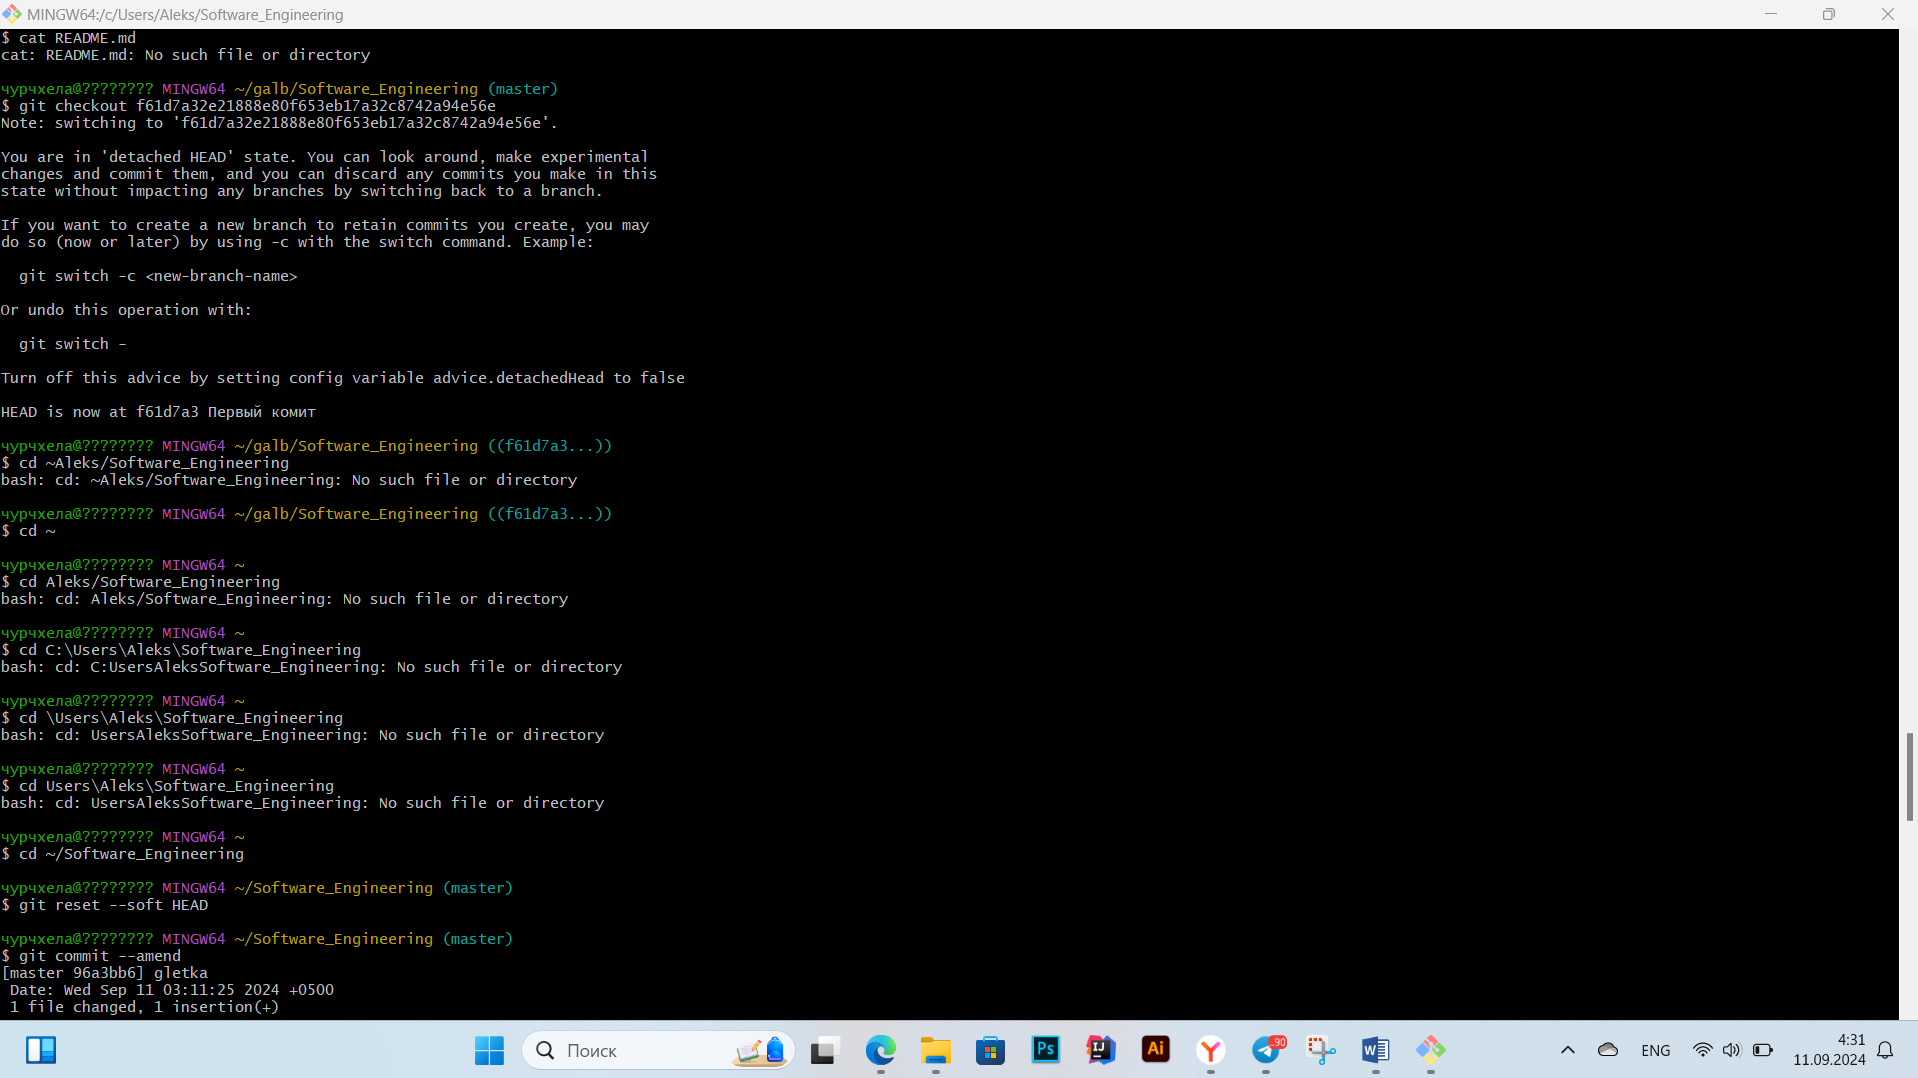 MINGW64:/c/Users/Aleks/Software_Engineering
$ cat README.md
cat: README.md: No such file or directory
чурчхела@???????? MINGW64 ~/galb/Software_Engineering (master)
$ git checkout f61d7a32e21888e80f653eb17a32c8742a94e56e
Note: switching to 'f61d7a32e21888e80f653eb17a32c8742a94e56e'.
You are in 'detached HEAD' state. You can look around, make experimental
changes and commit them, and you can discard any commits you make in this
state without impacting any branches by switching back to a branch.
If you want to create a new branch to retain commits you create, you may
do so (now or later) by using -c with the switch command. Example:
git switch -c <new-branch-name>
Or undo this operation with:
git switch -
Turn off this advice by setting config variable advice.detachedHead to false
HEAD is now at f61d7a3 Первый комит
чурчхела@???????? MINGW64 ~/galb/Software_Engineering ((f61d7a3...))
$ cd ~Aleks/Software_Engineering
bash: cd: ~Aleks/Software_Engineering: No such file or directory
чурчхела@???????? MINGW64 ~/galb/Software_Engineering ((f61d7a3...))
$ cd ~
чурчхела@???????? MINGW64 ~
$ cd Aleks/Software_Engineering
bash: cd: Aleks/Software_Engineering: No such file or directory
чурчхела@???????? MINGW64 ~
$ cd C:\Users\Aleks\Software_Engineering
bash: cd: C:UsersAleksSoftware_Engineering: No such file or directory
чурчхела@???????? MINGW64 ~
$ cd \Users\Aleks\Software_Engineering
bash: cd: UsersAleksSoftware_Engineering: No such file or directory
чурчхела@???????? MINGW64 ~
$ cd Users\Aleks\Software_Engineering
bash: cd: UsersAleksSoftware_Engineering: No such file or directory
чурчхела@???????? MINGW64 ~
$ cd ~/Software_Engineering
чурчхела@???????? MINGW64 ~/Software_Engineering (master)
$ git reset --soft HEAD
чурчхела@???????? MINGW64 ~/Software_Engineering (master)
$ git commit --amend
[master 96a3bb6] gletka
Date: Wed Sep 11 03:11:25 2024 +0500
1 file changed, 1 insertion(+)
Поиск
Ps
IJ
Ai
Y
..90
W
ENG
4:31
11.09.2024